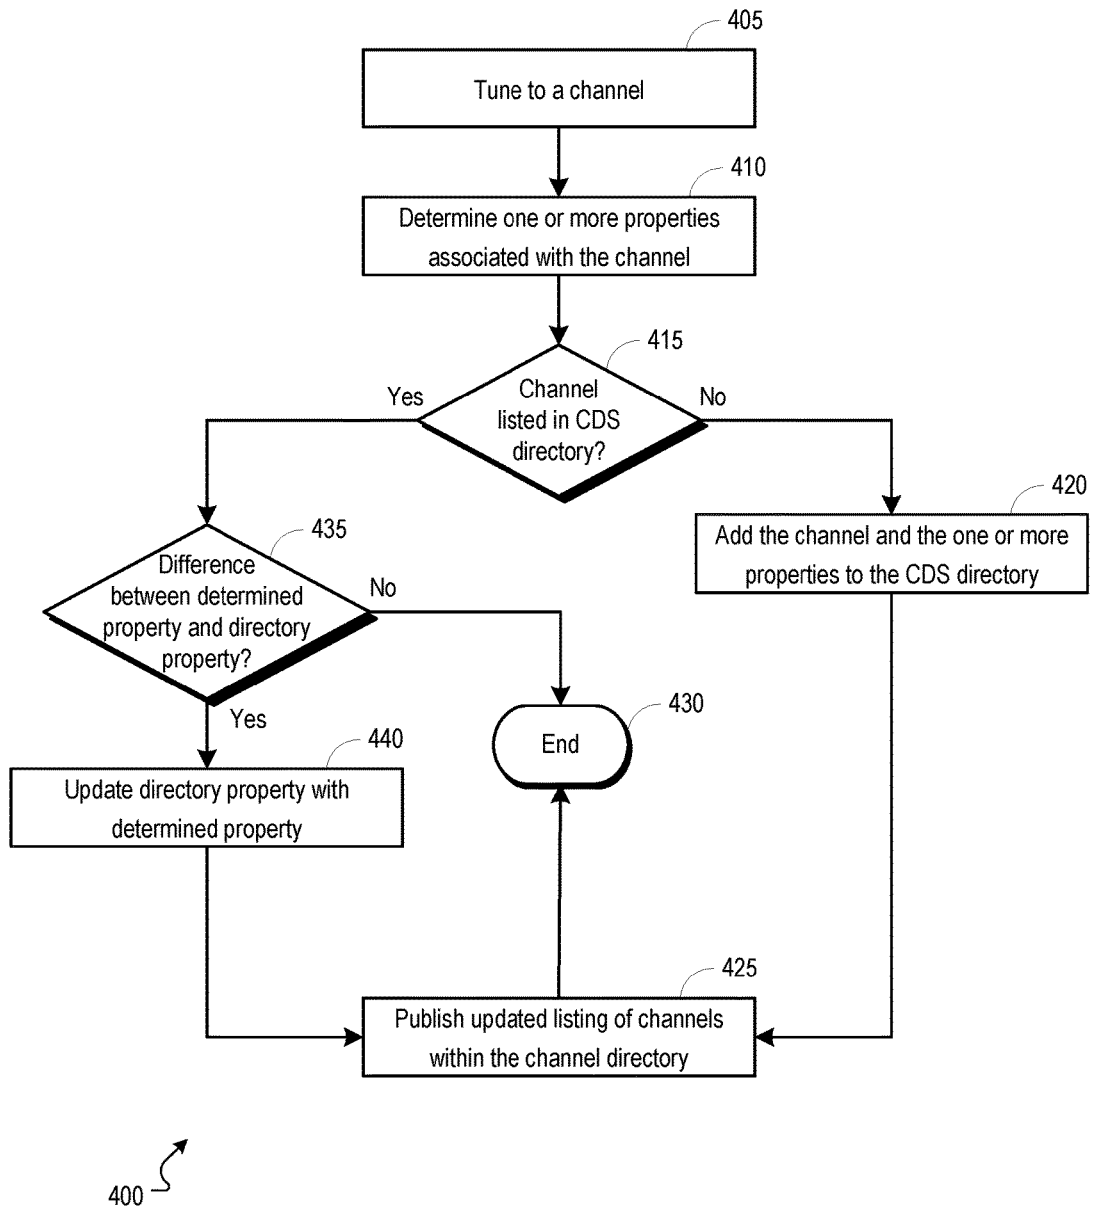 405
Tune to a channel
410
Determine one or more properties
associated with the channel
415
Channel
listed in CDS
directory?
Yes
No
420
Add the channel and the one or more
properties to the CDS directory
435
Difference
between determined
property and directory
property?
No
Yes
430
End
440
Update directory property with
determined property
425
Publish updated listing of channels
within the channel directory
400